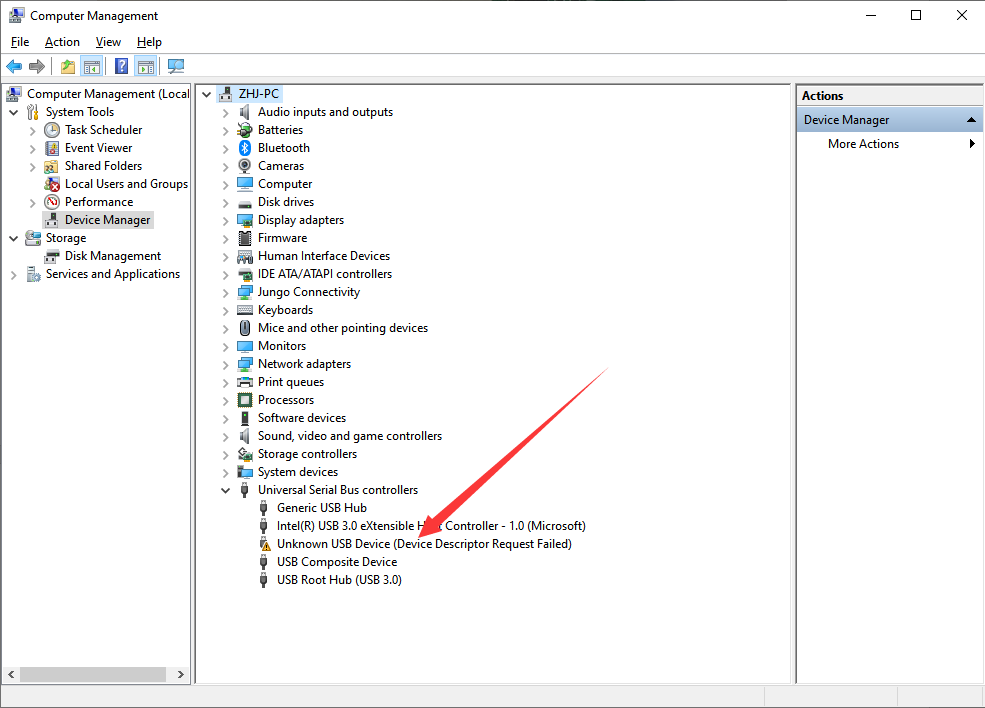 Computer Management
File Action View Help
Computer Management (Local
System Tools
Task Scheduler
Event Viewer
Shared Folders
Local Users and Groups
Performance
Device Manager
Storage
Disk Management
Services and Applications
ZHJ-PC
Audio inputs and outputs
Batteries
Bluetooth
Cameras
Computer
Disk drives
Display adapters
Firmware
Human Interface Devices
IDE ATA/ATAPI controllers
Jungo Connectivity
Keyboards
Mice and other pointing devices
Monitors
Network adapters
Print queues
Processors
Software devices
Sound, video and game controllers
Storage controllers
System devices
Universal Serial Bus controllers
Generic USB Hub
Intel(R) USB 3.0 eXtensible Controller - 1.0 (Microsoft)
Unknown USB Device (Device Descriptor Request Failed)
USB Composite Device
USB Root Hub (USB 3.0)
Actions
Device Manager
More Actions